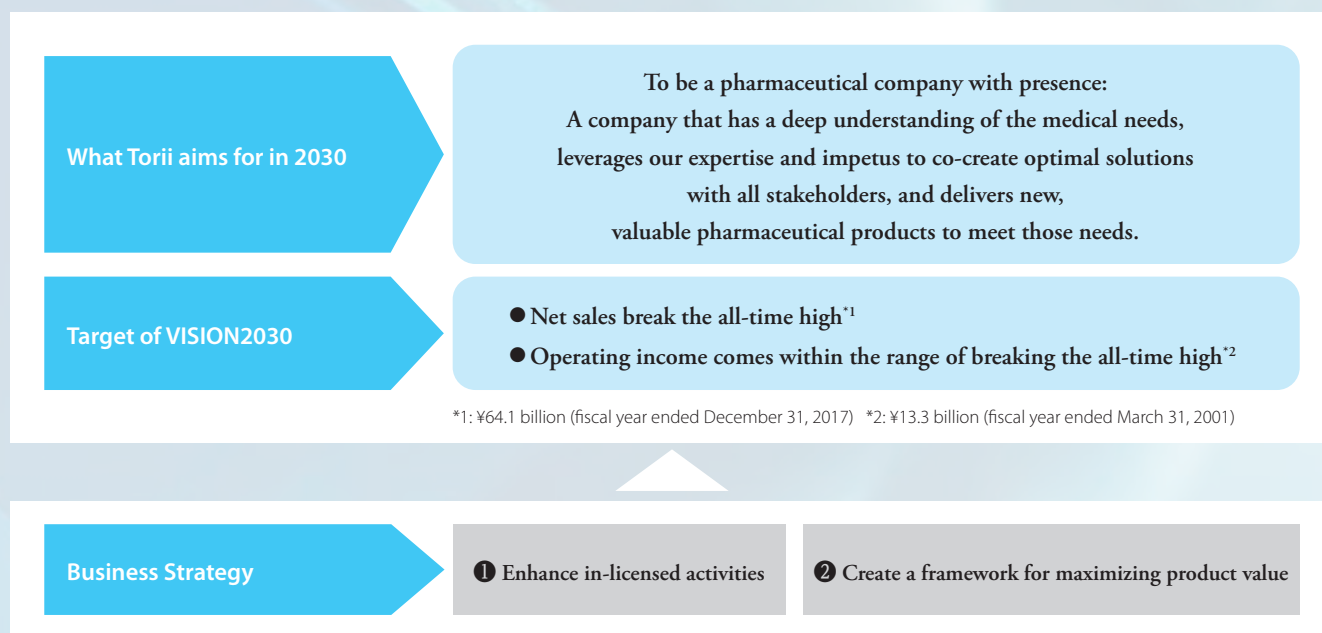 What Torii aims for in 2030
To be a pharmaceutical company with presence:
A company that has a deep understanding of the medical needs,
leverages our expertise and impetus to co-create optimal solutions
with all stakeholders, and delivers new,
valuable pharmaceutical products to meet those needs.
Target of VISION2030
● Net sales break the all-time high*1
● Operating income comes within the range of breaking the all-time high*2
*1: ¥64.1 billion (fiscal year ended December 31, 2017) *2: ¥13.3 billion (fiscal year ended March 31, 2001)
Business Strategy
❶ Enhance in-licensed activities
❷ Create a framework for maximizing product value